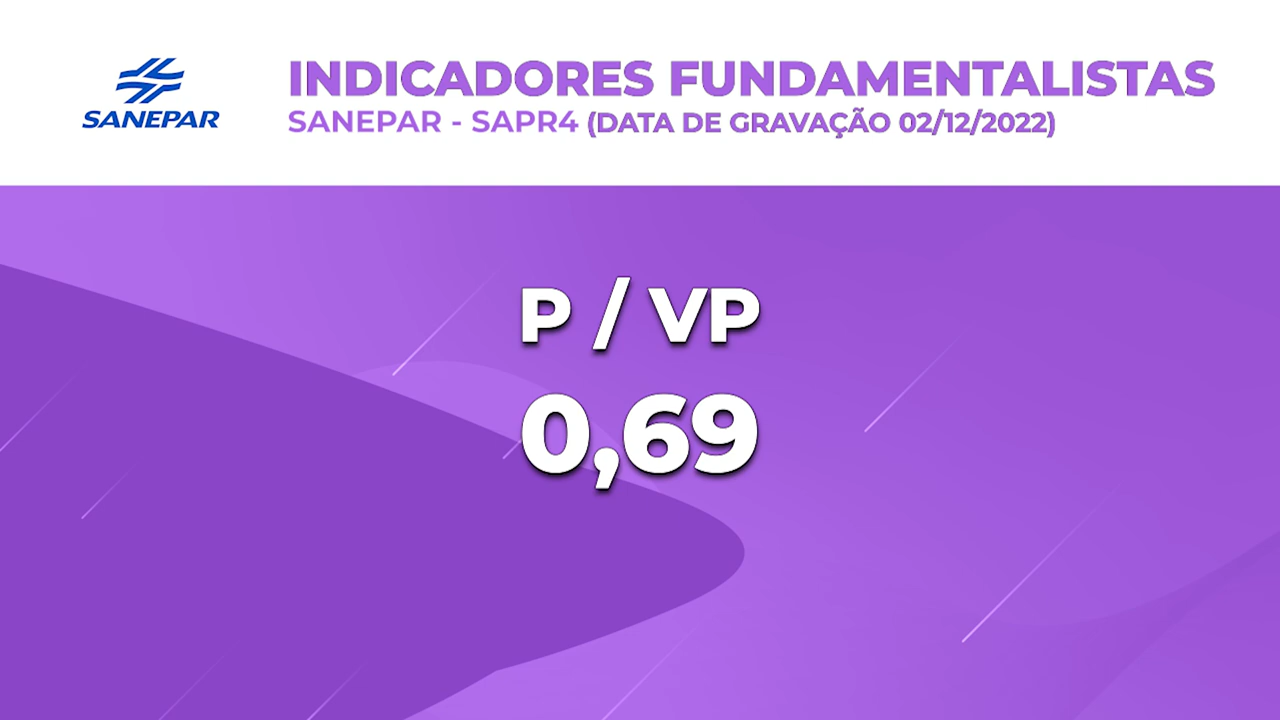 SANEPAR
INDICADORES FUNDAMENTALISTAS
SANEPAR - SAPR4 (DATA DE GRAVAÇÃO 02/12/2022)
P / VP
0,69